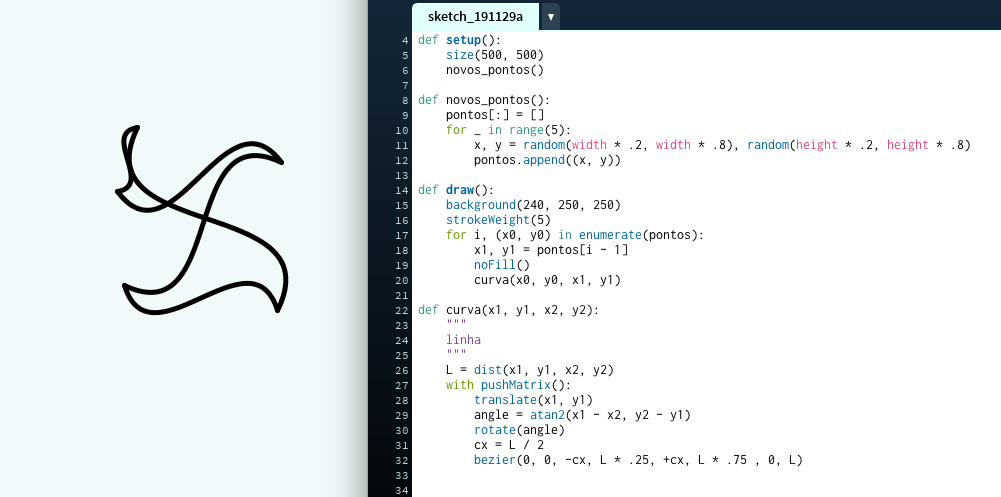 sketch_191129a ▼
4 def setup():
5     size(500, 500)
6     novos_pontos()
7
8 def novos_pontos():
9     pontos[:] = []
10     for _ in range(5):
11         x, y = random(width * .2, width * .8), random(height * .2, height * .8)
12         pontos.append((x, y))
13
14 def draw():
15     background(240, 250, 250)
16     strokeWeight(5)
17     for i, (x0, y0) in enumerate(pontos):
18         x1, y1 = pontos[i - 1]
19         noFill()
20         curva(x0, y0, x1, y1)
21
22 def curva(x1, y1, x2, y2):
23     """
24     linha
25     """
26     L = dist(x1, y1, x2, y2)
27     with pushMatrix():
28         translate(x1, y1)
29         angle = atan2(x1 - x2, y2 - y1)
30         rotate(angle)
31         cx = L / 2
32         bezier(0, 0, -cx, L * .25, +cx, L * .75 , 0, L)
33
34